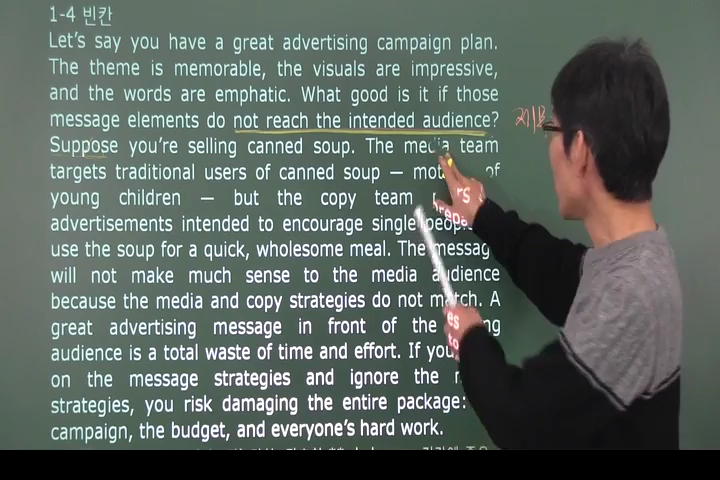 1-4 빈칸
Let's say you have a great advertising campaign plan.
The theme is memorable, the visuals are impressive,
and the words are emphatic. What good is it if those
message elements do not reach the intended audience?
Suppose you're selling canned soup. The media team
targets traditional users of canned soup — of
young children — but the copy team
advertisements intended to encourage single people
use the soup for a quick, wholesome meal. The message
will not make much sense to the media audience
because the media and copy strategies do not match. A
great advertising message in front of the
audience is a total waste of time and effort. If you
on the message strategies and ignore the
strategies, you risk damaging the entire package:
campaign, the budget, and everyone's hard work.